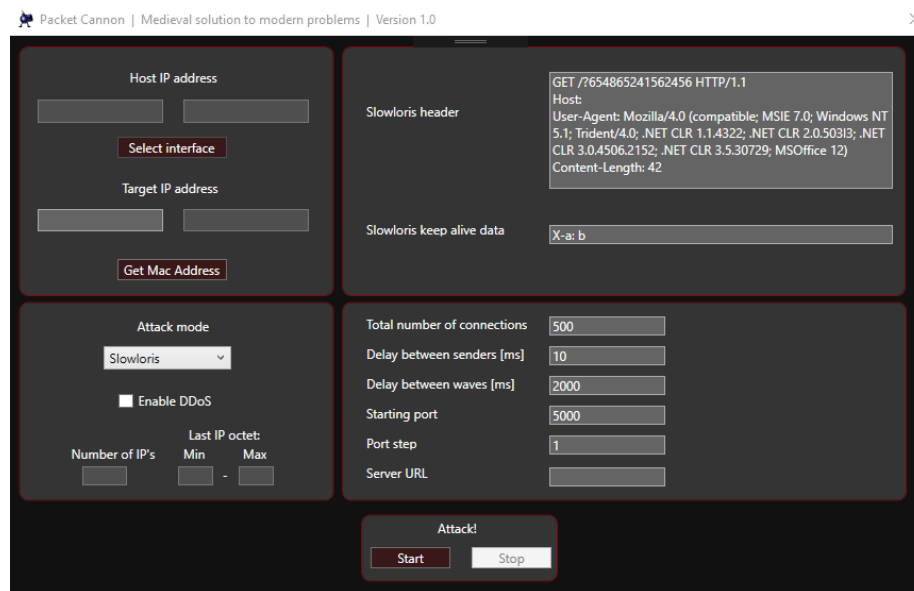 Packet Cannon | Medieval solution to modern problems | Version 1.0
Host IP address
Select interface
Target IP address
Get Mac Address
Slowloris header
GET /?654865241562456 HTTP/1.1
Host:
User-Agent: Mozilla/4.0 (compatible; MSIE 7.0; Windows NT
5.1; Trident/4.0; .NET CLR 1.1.4322; .NET CLR 2.0.503l3; .NET
CLR 3.0.4506.2152; .NET CLR 3.5.30729; MSOffice 12)
Content-Length: 42
Slowloris keep alive data
X-a: b
Attack mode
Slowloris
Enable DDoS
Last IP octet:
Number of IP's Min Max
-
Total number of connections 500
Delay between senders [ms] 10
Delay between waves [ms] 2000
Starting port 5000
Port step 1
Server URL
Attack!
Start Stop